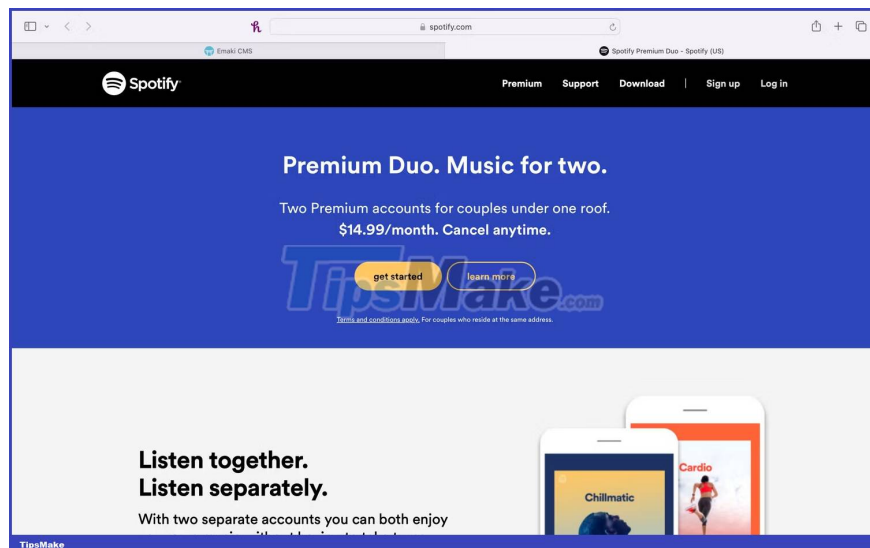 spotify.com
Emaki CMS
Spotify Premium Duo - Spotify (US)
Spotify
Premium Support Download | Sign up Log in
Premium Duo. Music for two.
Two Premium accounts for couples under one roof.
$14.99/month. Cancel anytime.
get started learn more
TipsMake.com
Terms and conditions apply. For couples who reside at the same address.
Listen together.
Listen separately.
With two separate accounts you can both enjoy
Chillmatic
Cardio
TipsMake